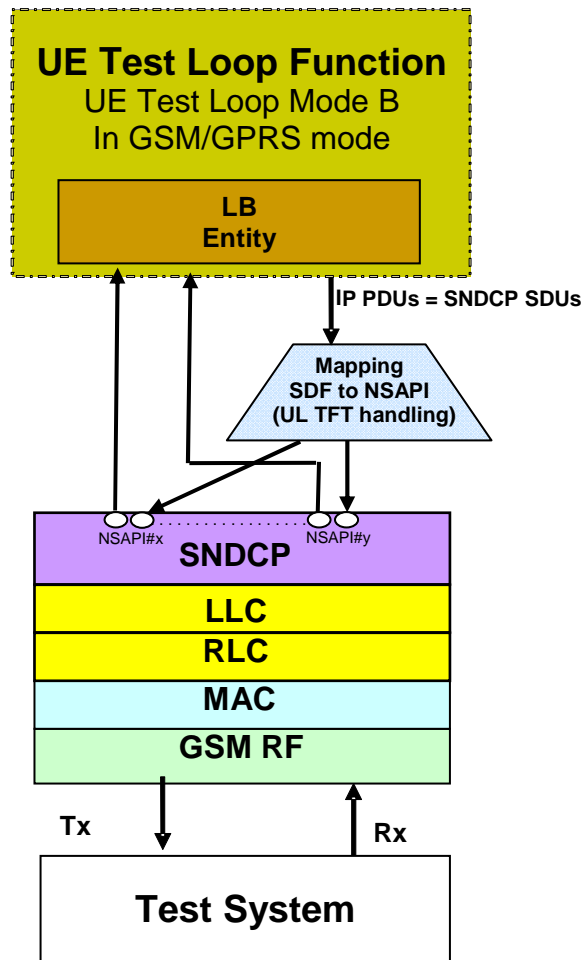 UE Test Loop Function
UE Test Loop Mode B
In GSM/GPRS mode
LB
Entity
IP PDUs = SNDCP SDUs
Mapping
SDF to NSAPI
(UL TFT handling)
NSAPI#x
NSAPI#y
SNDCP
LLC
RLC
MAC
GSM RF
Tx
Rx
Test System